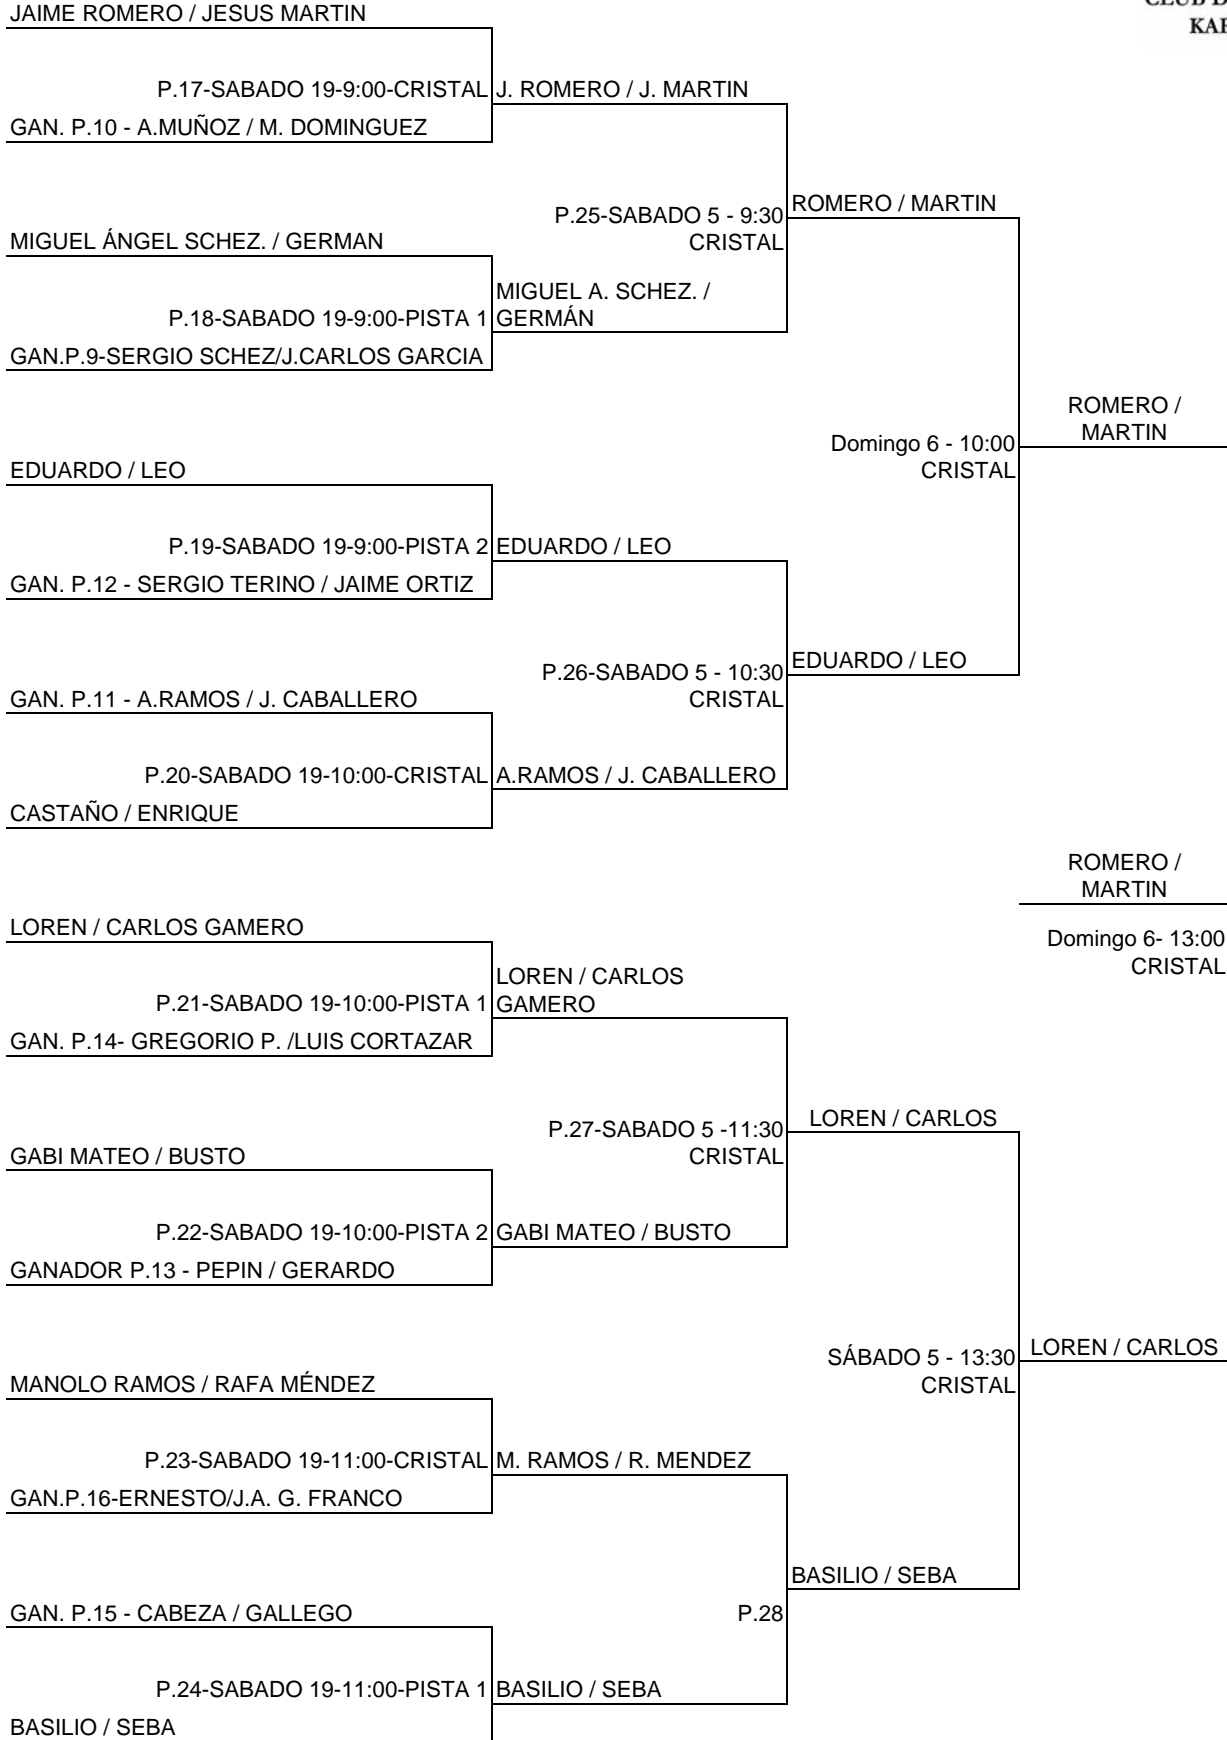 CLUB D
KAR
JAIME ROMERO / JESUS MARTIN
P.17-SABADO 19-9:00-CRISTAL
J. ROMERO / J. MARTIN
GAN. P.10 - A.MUÑOZ / M. DOMINGUEZ
P.25-SABADO 5 - 9:30
CRISTAL
ROMERO / MARTIN
MIGUEL ÁNGEL SCHEZ. / GERMAN
P.18-SABADO 19-9:00-PISTA 1
MIGUEL A. SCHEZ. /
GERMÁN
GAN.P.9-SERGIO SCHEZ/J.CARLOS GARCIA
Domingo 6 - 10:00
CRISTAL
ROMERO /
MARTIN
EDUARDO / LEO
P.19-SABADO 19-9:00-PISTA 2
EDUARDO / LEO
GAN. P.12 - SERGIO TERINO / JAIME ORTIZ
P.26-SABADO 5 - 10:30
CRISTAL
EDUARDO / LEO
GAN. P.11 - A.RAMOS / J. CABALLERO
P.20-SABADO 19-10:00-CRISTAL
A.RAMOS / J. CABALLERO
CASTAÑO / ENRIQUE
ROMERO /
MARTIN
Domingo 6- 13:00
CRISTAL
LOREN / CARLOS GAMERO
P.21-SABADO 19-10:00-PISTA 1
LOREN / CARLOS
GAMERO
GAN. P.14- GREGORIO P. /LUIS CORTAZAR
P.27-SABADO 5 -11:30
CRISTAL
LOREN / CARLOS
GABI MATEO / BUSTO
P.22-SABADO 19-10:00-PISTA 2
GABI MATEO / BUSTO
GANADOR P.13 - PEPIN / GERARDO
SÁBADO 5 - 13:30
CRISTAL
LOREN / CARLOS
MANOLO RAMOS / RAFA MÉNDEZ
P.23-SABADO 19-11:00-CRISTAL
M. RAMOS / R. MENDEZ
GAN.P.16-ERNESTO/J.A. G. FRANCO
BASILIO / SEBA
GAN. P.15 - CABEZA / GALLEGO
P.28
P.24-SABADO 19-11:00-PISTA 1
BASILIO / SEBA
BASILIO / SEBA